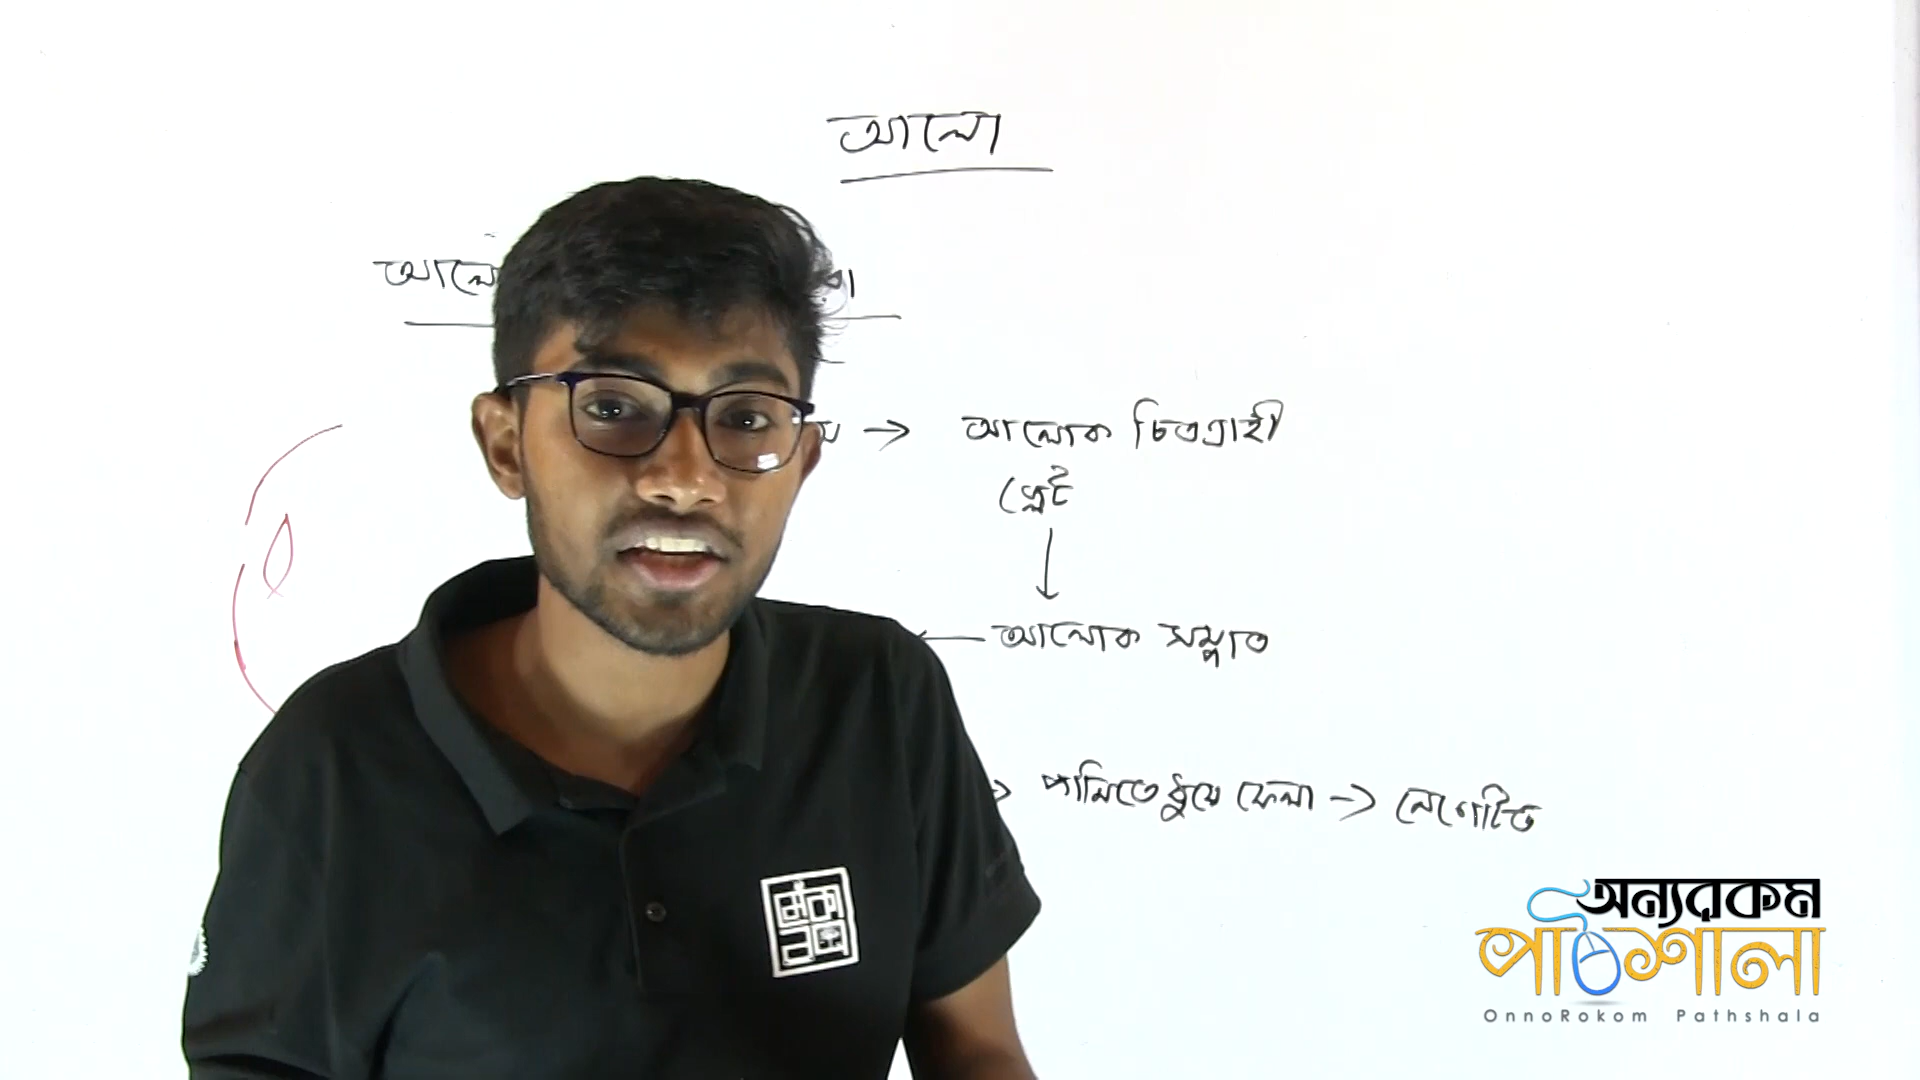 আলো
→ আলোক চিত্রগ্রাহী
প্লেট
↓
← আলোক সম্পাত
→ পানিতে ধুয়ে ফেলা → নেগেটিভ
অন্যরকম
পাঠশালা
OnnoRokom Pathshala